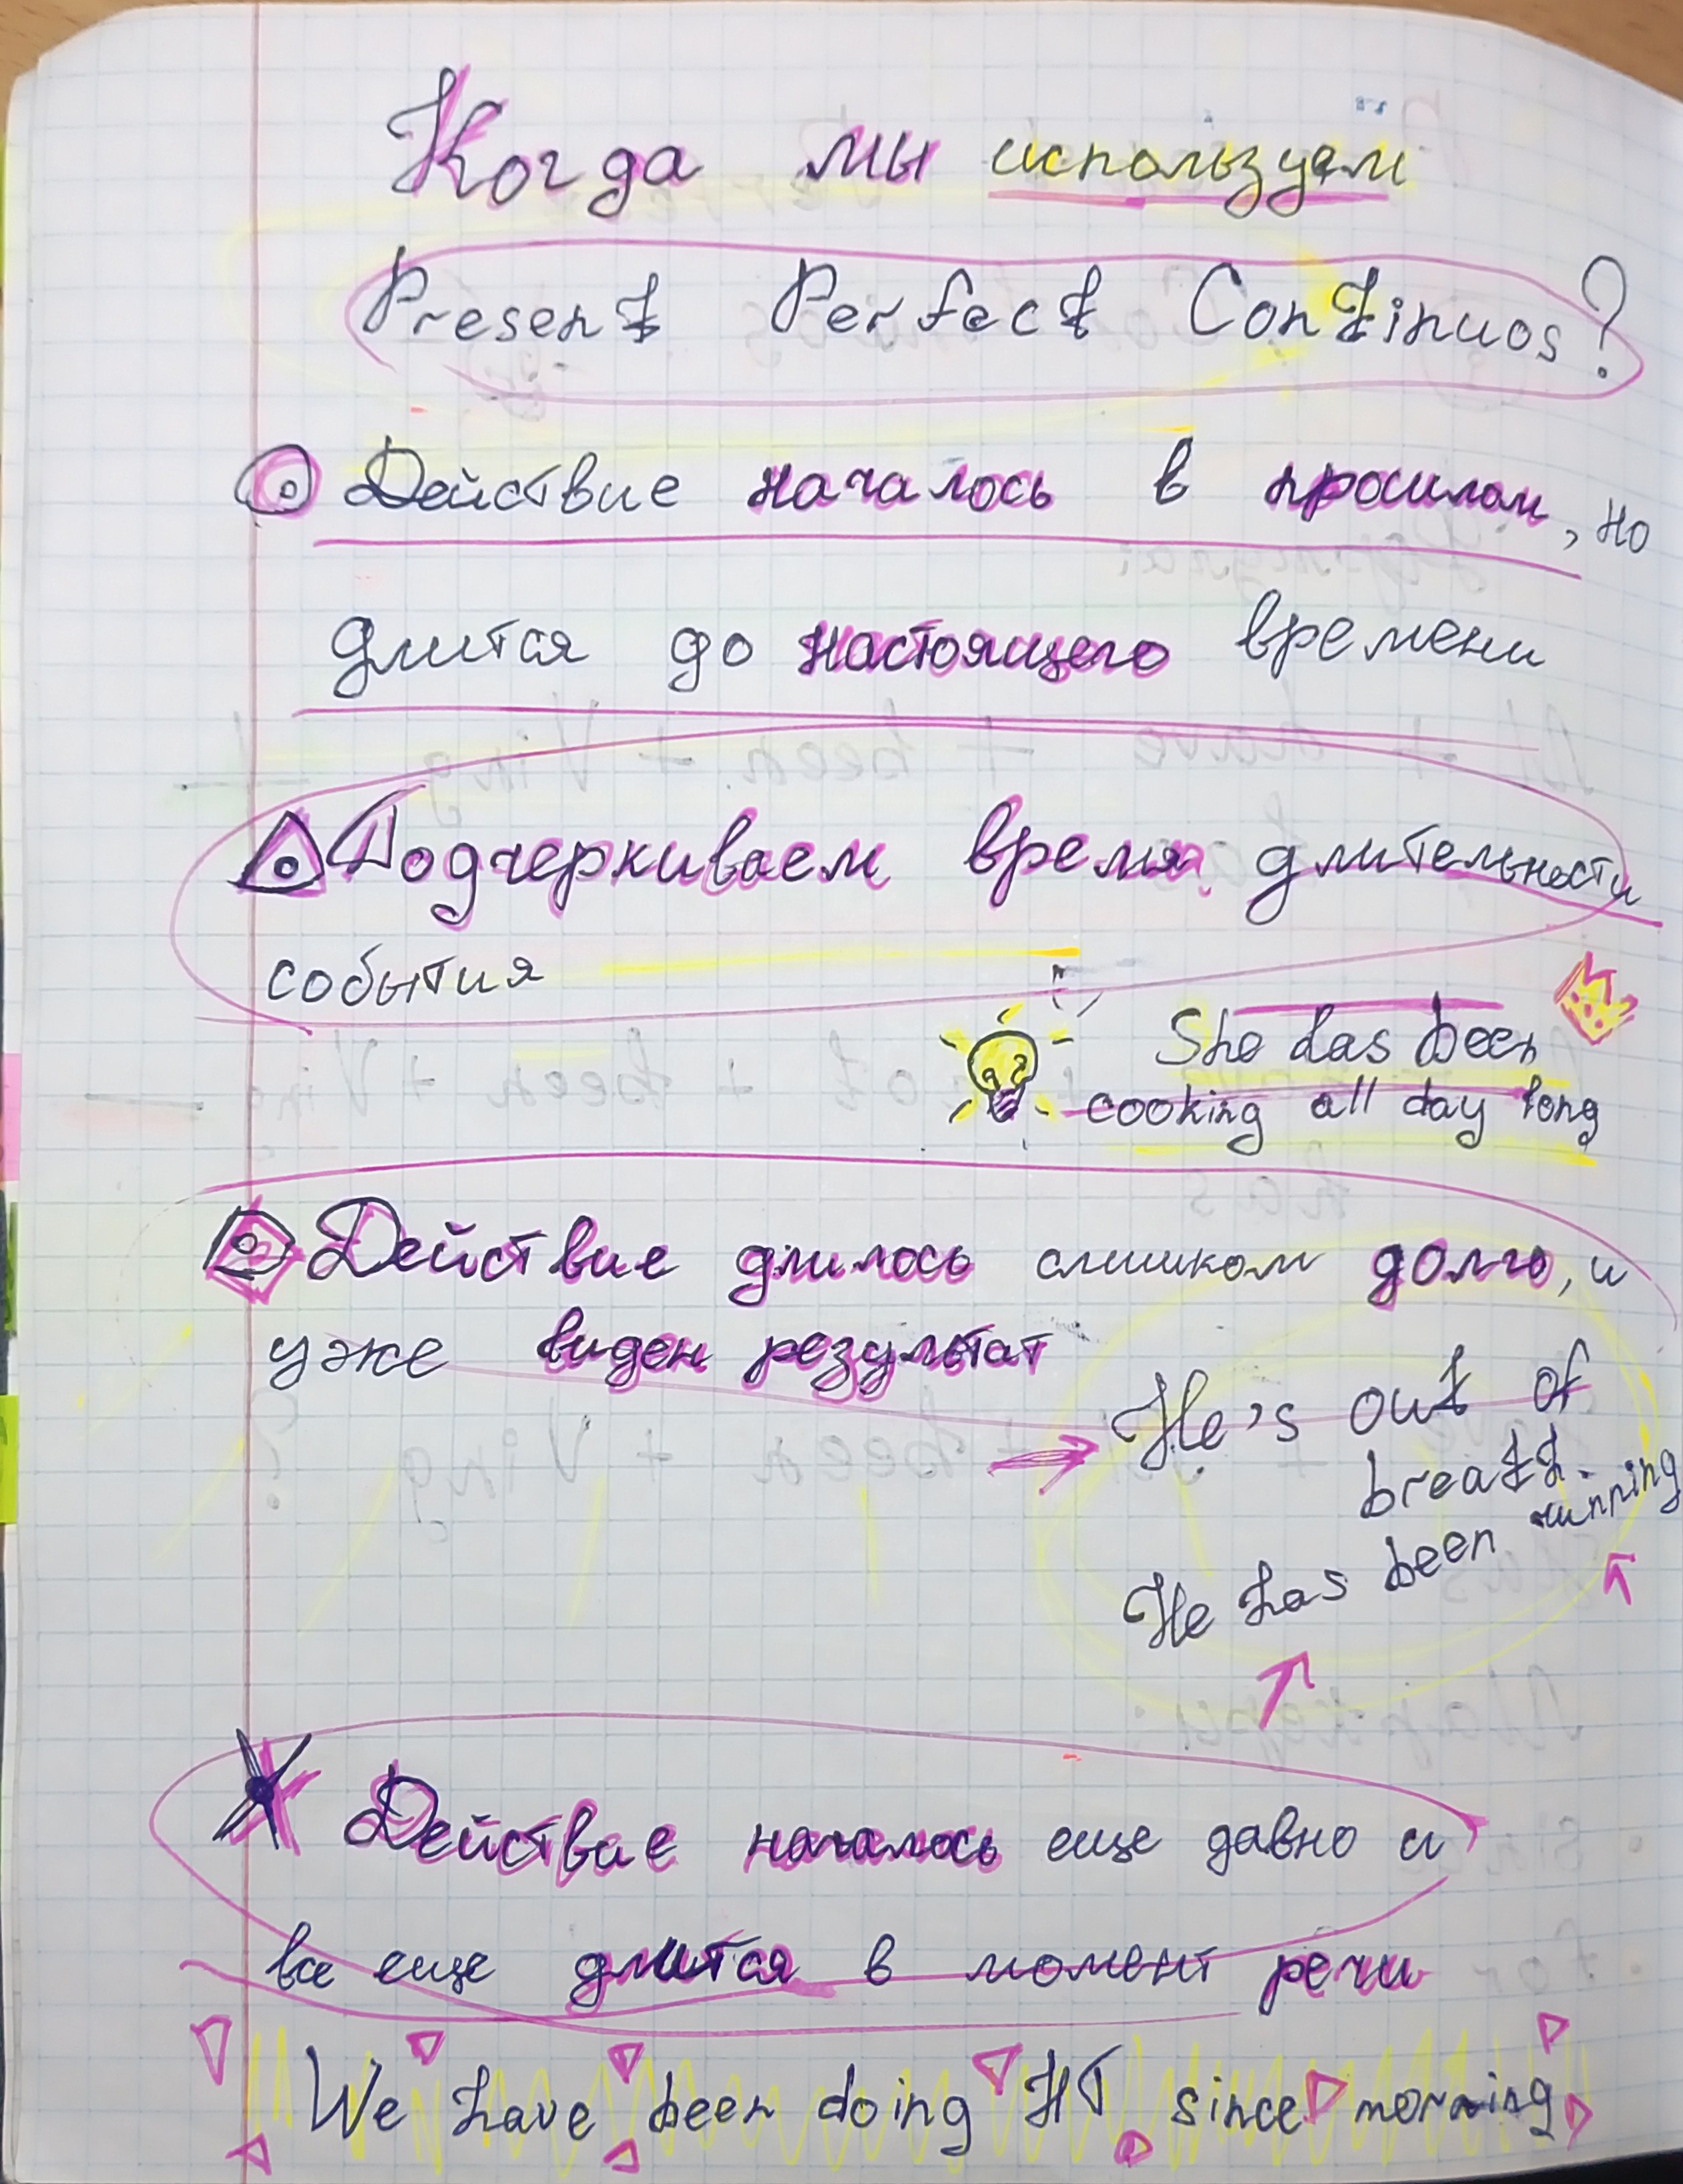 Когда мы используем
Present Perfect Continuos?
Действие началось в прошлом, но
длится до настоящего времени
Подчеркиваем время длительности
события
She has been
cooking all day long
Действие длилось слишком долго, и
уже виден результат
He's out of
breath.
He has been running
Действие началось еще давно и
все еще длится в момент речи
We have been doing HT since morning